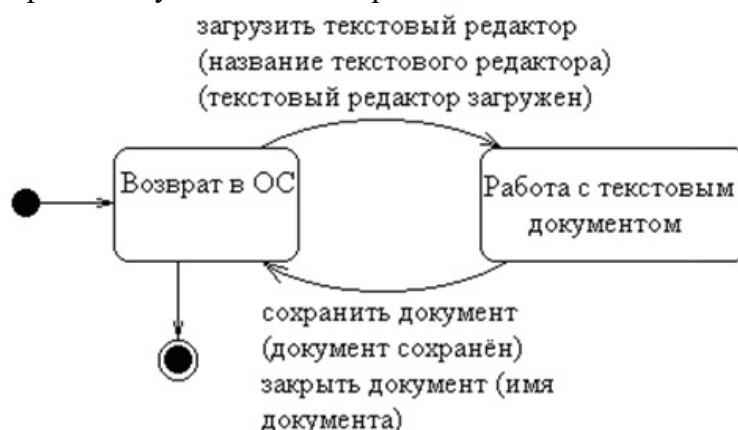 загрузить текстовый редактор
(название текстового редактора)
(текстовый редактор загружен)
Возврат в ОС
Работа с текстовым
документом
сохранить документ
(документ сохранён)
закрыть документ (имя
документа)